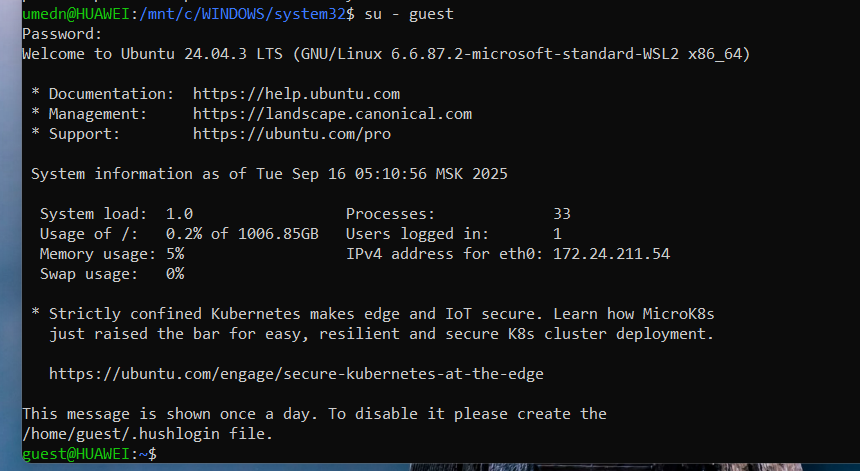 umedn@HUAWEI:/mnt/c/WINDOWS/system32$ su - guest
Password:
Welcome to Ubuntu 24.04.3 LTS (GNU/Linux 6.6.87.2-microsoft-standard-WSL2 x86_64)
* Documentation:  https://help.ubuntu.com
* Management:     https://landscape.canonical.com
* Support:        https://ubuntu.com/pro
System information as of Tue Sep 16 05:10:56 MSK 2025
System load:  1.0                 Processes:             33
Usage of /:   0.2% of 1006.85GB   Users logged in:       1
Memory usage: 5%                  IPv4 address for eth0: 172.24.211.54
Swap usage:   0%
* Strictly confined Kubernetes makes edge and IoT secure. Learn how MicroK8s
just raised the bar for easy, resilient and secure K8s cluster deployment.
https://ubuntu.com/engage/secure-kubernetes-at-the-edge
This message is shown once a day. To disable it please create the
/home/guest/.hushlogin file.
guest@HUAWEI:~$